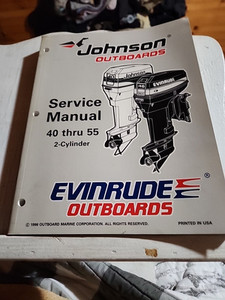 Johnson
OUTBOARDS
Service
Manual
40 thru 55
2-Cylinder
EVINRUDE
EVINRUDE®
OUTBOARDS
© 1996 OUTBOARD MARINE CORPORATION. ALL RIGHTS RESERVED. PRINTED IN USA